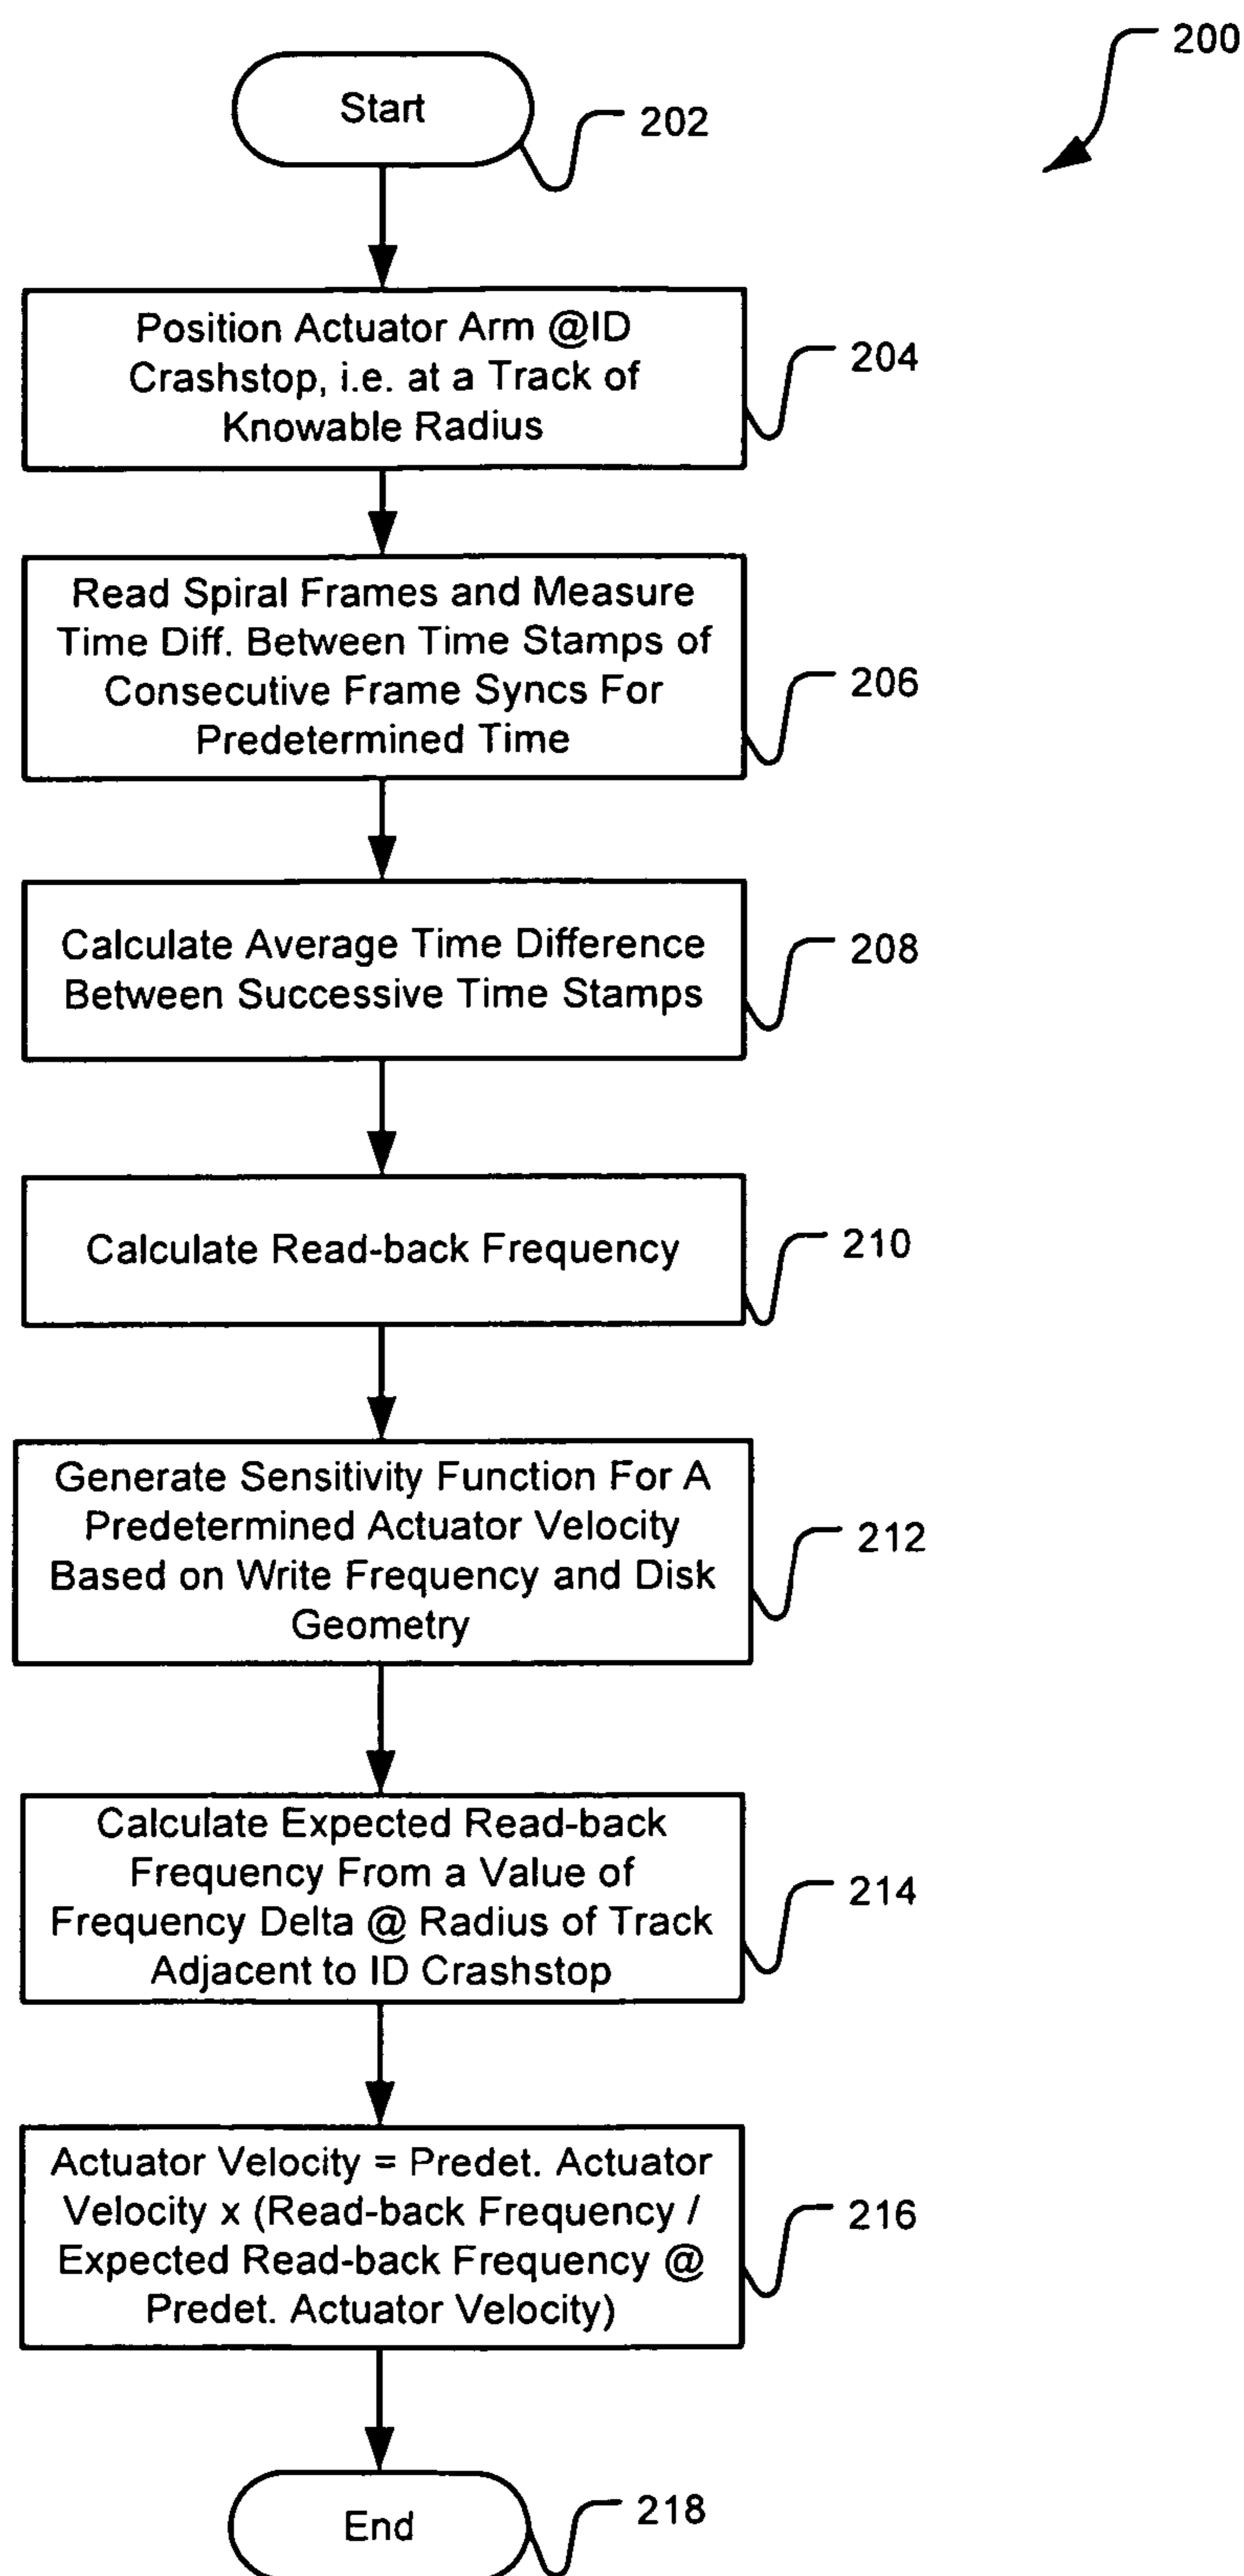 200
Start
202
Position Actuator Arm @ID
Crashstop, i.e. at a Track of
Knowable Radius
204
Read Spiral Frames and Measure
Time Diff. Between Time Stamps of
Consecutive Frame Syncs For
Predetermined Time
206
Calculate Average Time Difference
Between Successive Time Stamps
208
Calculate Read-back Frequency
210
Generate Sensitivity Function For A
Predetermined Actuator Velocity
Based on Write Frequency and Disk
Geometry
212
Calculate Expected Read-back
Frequency From a Value of
Frequency Delta @ Radius of Track
Adjacent to ID Crashstop
214
Actuator Velocity = Predet. Actuator
Velocity x (Read-back Frequency /
Expected Read-back Frequency @
Predet. Actuator Velocity)
216
End
218